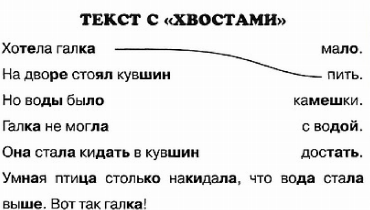 ТЕКСТ С «ХВОСТАМИ»
Хотела галка мало.
На дворе стоял кувшин пить.
Но воды было камешки.
Галка не могла с водой.
Она стала кидать в кувшин достать.
Умная птица столько накидала, что вода стала
выше. Вот так галка!